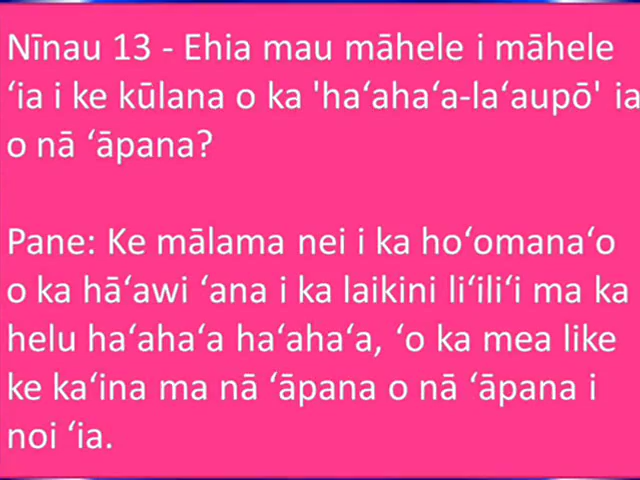 Nīnau 13 - Ehia mau māhele i māhele
ʻia i ke kūlana o ka 'haʻahaʻa-laʻaupō' ia
o nā ʻāpana?
Pane: Ke mālama nei i ka hoʻomanaʻo
o ka hāʻawi ʻana i ka laikini liʻiliʻi ma ka
helu haʻahaʻa haʻahaʻa, ʻo ka mea like
ke kaʻina ma nā ʻāpana o nā ʻāpana i
noi ʻia.